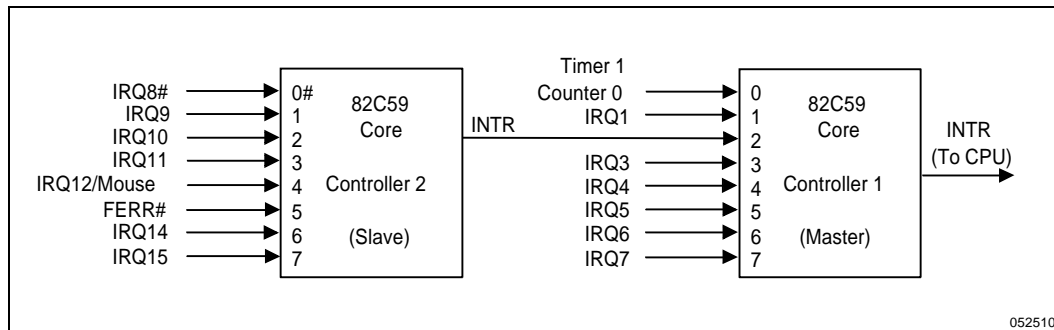 IRQ8#
IRQ9
IRQ10
IRQ11
IRQ12/Mouse
FERR#
IRQ14
IRQ15
0#
1
2
3
4
5
6
7
82C59
Core
Controller 2
(Slave)
INTR
Timer 1
Counter 0
IRQ1
IRQ3
IRQ4
IRQ5
IRQ6
IRQ7
0
1
2
3
4
5
6
7
82C59
Core
Controller 1
(Master)
INTR
(To CPU)
052510